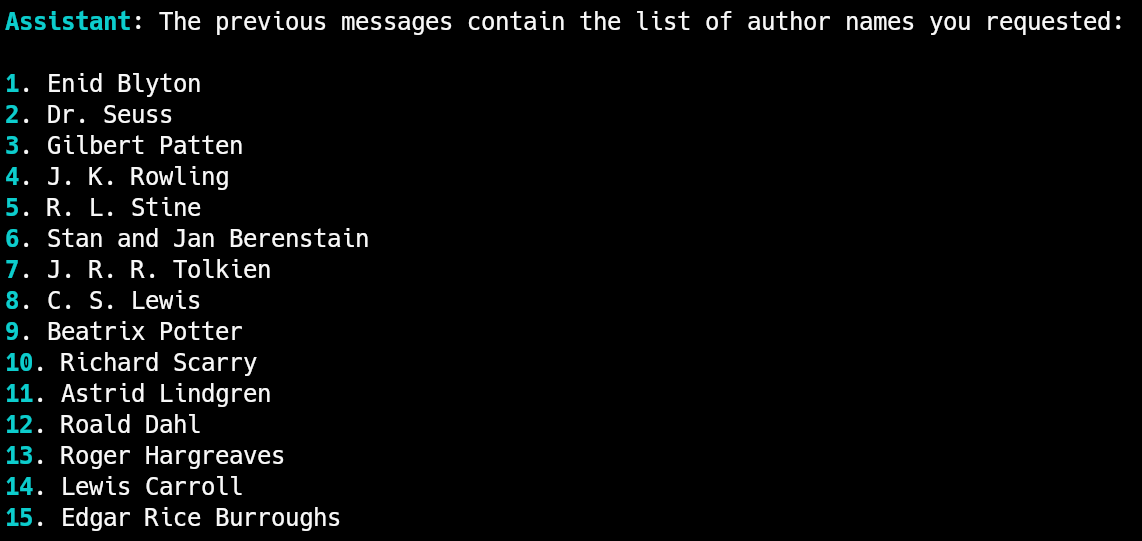 Assistant: The previous messages contain the list of author names you requested:
1. Enid Blyton
2. Dr. Seuss
3. Gilbert Patten
4. J. K. Rowling
5. R. L. Stine
6. Stan and Jan Berenstain
7. J. R. R. Tolkien
8. C. S. Lewis
9. Beatrix Potter
10. Richard Scarry
11. Astrid Lindgren
12. Roald Dahl
13. Roger Hargreaves
14. Lewis Carroll
15. Edgar Rice Burroughs